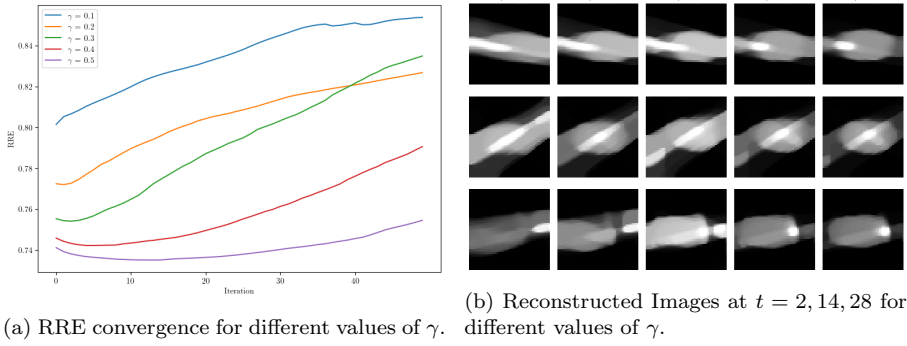 γ = 0.1
γ = 0.2
γ = 0.3
γ = 0.4
γ = 0.5
0.84
0.82
0.80
0.78
0.76
0.74
RRE
0
10
20
30
40
Iteration
(a) RRE convergence for different values of γ.
(b) Reconstructed Images at t = 2, 14, 28 for
different values of γ.